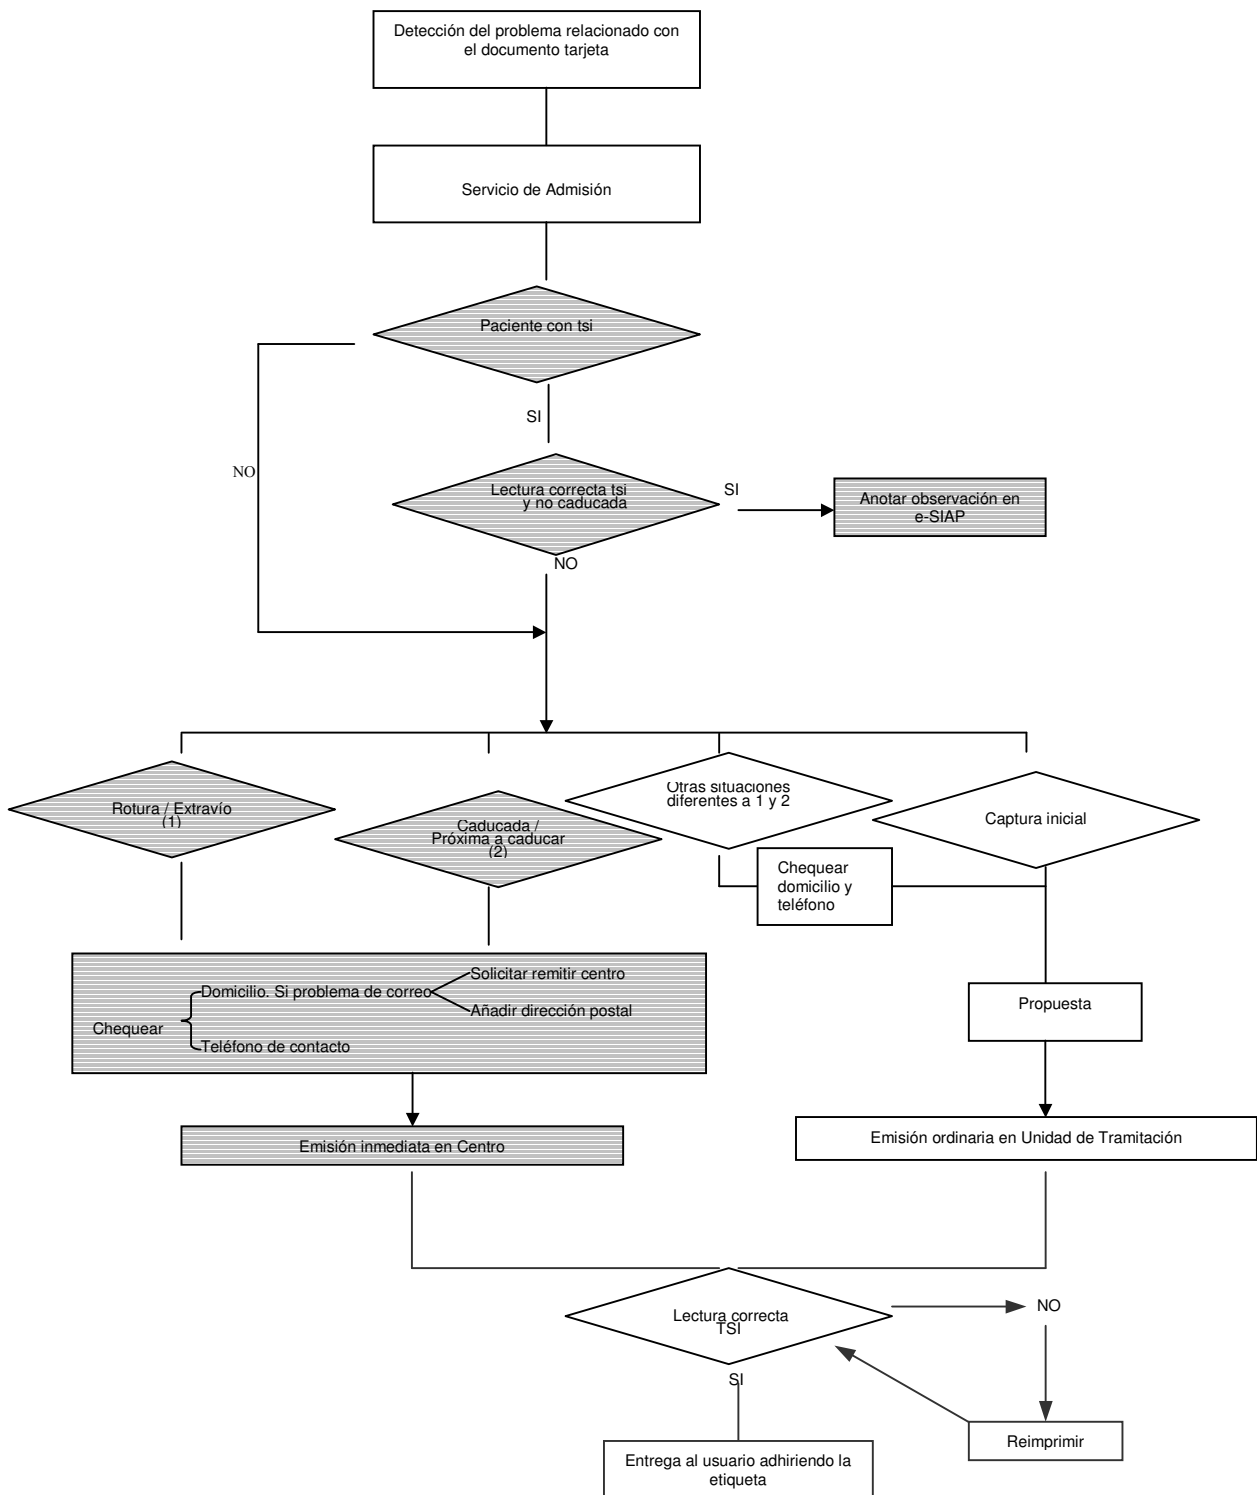 Detección del problema relacionado con
el documento tarjeta
Servicio de Admisión
Paciente con tsi
SI
NO
Lectura correcta tsi
y no caducada
SI
Anotar observación en
e-SIAP
NO
Rotura / Extravío
(1)
Caducada /
Próxima a caducar
(2)
Otras situaciones
diferentes a 1 y 2
Captura inicial
Chequear
domicilio y
teléfono
Solicitar remitir centro
Domicilio. Si problema de correo
Añadir dirección postal
Chequear
Teléfono de contacto
Propuesta
Emisión inmediata en Centro
Emisión ordinaria en Unidad de Tramitación
Lectura correcta
TSI
NO
SI
Reimprimir
Entrega al usuario adhiriendo la
etiqueta